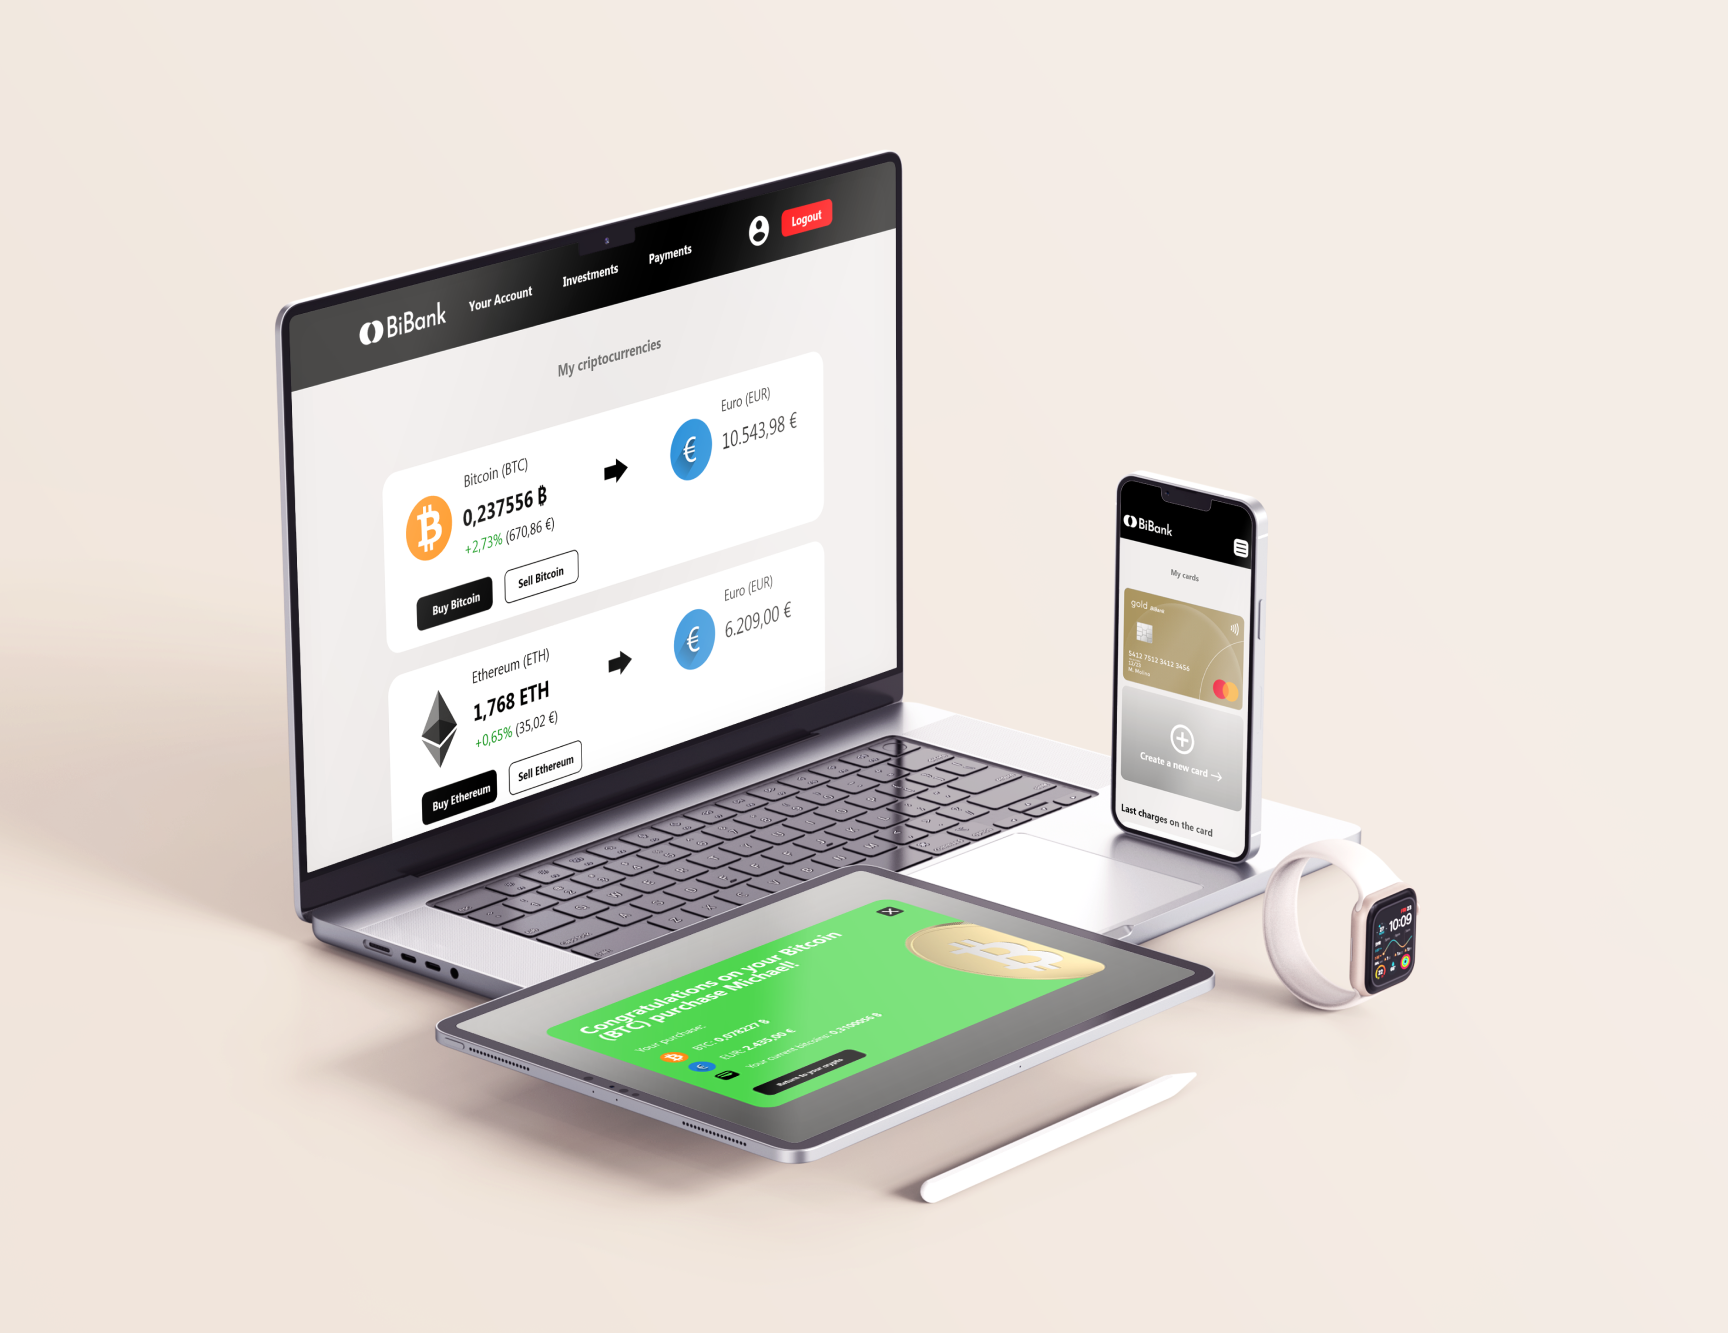 BiBank
Your Account
Investments
Payments
Logout
My criptocurrencies
Bitcoin (BTC)
0,237556 ₿
+2,73% (670,86 €)
Buy Bitcoin
Sell Bitcoin
Euro (EUR)
10.543,98 €
Ethereum (ETH)
1,768 ETH
+0,65% (35,02 €)
Buy Ethereum
Sell Ethereum
Euro (EUR)
6.209,00 €
BiBank
My cards
gold BiBank
5412 7512 3412 3456
Create a new card →
Last charges on the card
Congratulations on your Bitcoin
(BTC) purchase Michael!
Your purchase:
BTC: 0,078227 ₿
EUR: 2.435,00 €
Your current bitcoins:
Return to your crypto
10:09